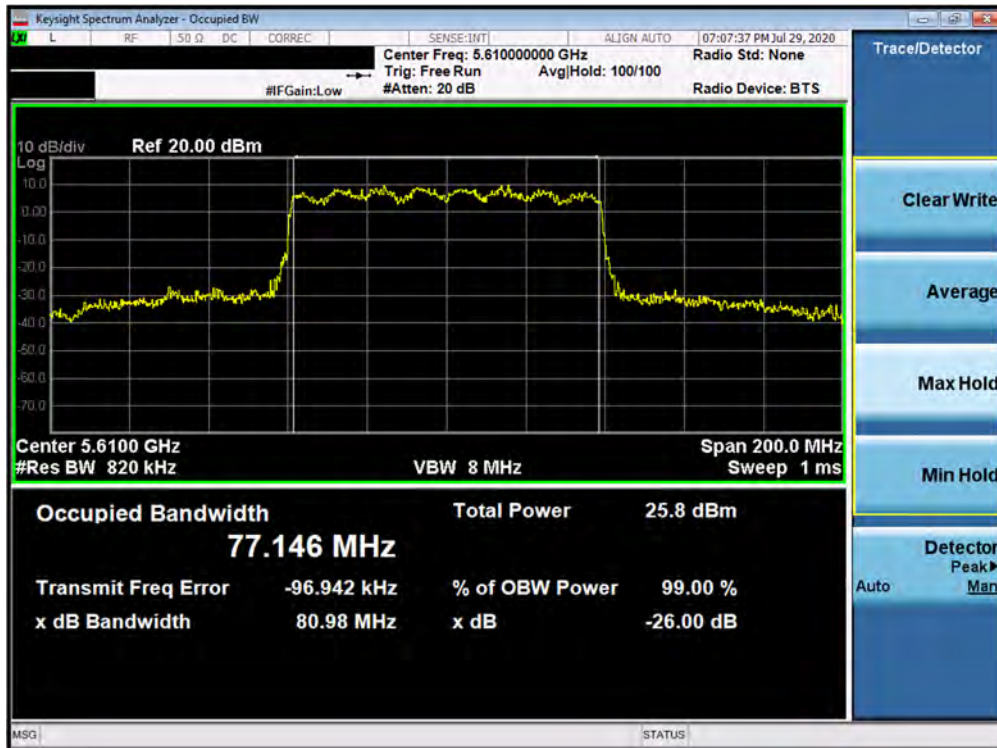 Keysight Spectrum Analyzer - Occupied BW
LXI L RF 50 Ω DC CORREC SENSE:INT ALIGN AUTO 07:07:37 PM Jul 29, 2020
Center Freq: 5.610000000 GHz Radio Std: None
Trig: Free Run Avg|Hold: 100/100
#IFGain:Low #Atten: 20 dB Radio Device: BTS
10 dB/div Ref 20.00 dBm
Log
10.0
0.00
-10.0
-20.0
-30.0
-40.0
-50.0
-60.0
-70.0
Center 5.6100 GHz Span 200.0 MHz
#Res BW 820 kHz VBW 8 MHz Sweep 1 ms
Occupied Bandwidth Total Power 25.8 dBm
77.146 MHz
Transmit Freq Error -96.942 kHz % of OBW Power 99.00 %
x dB Bandwidth 80.98 MHz x dB -26.00 dB
MSG STATUS
Trace/Detector
Clear Write
Average
Max Hold
Min Hold
Detector
Peak▶
Auto Man